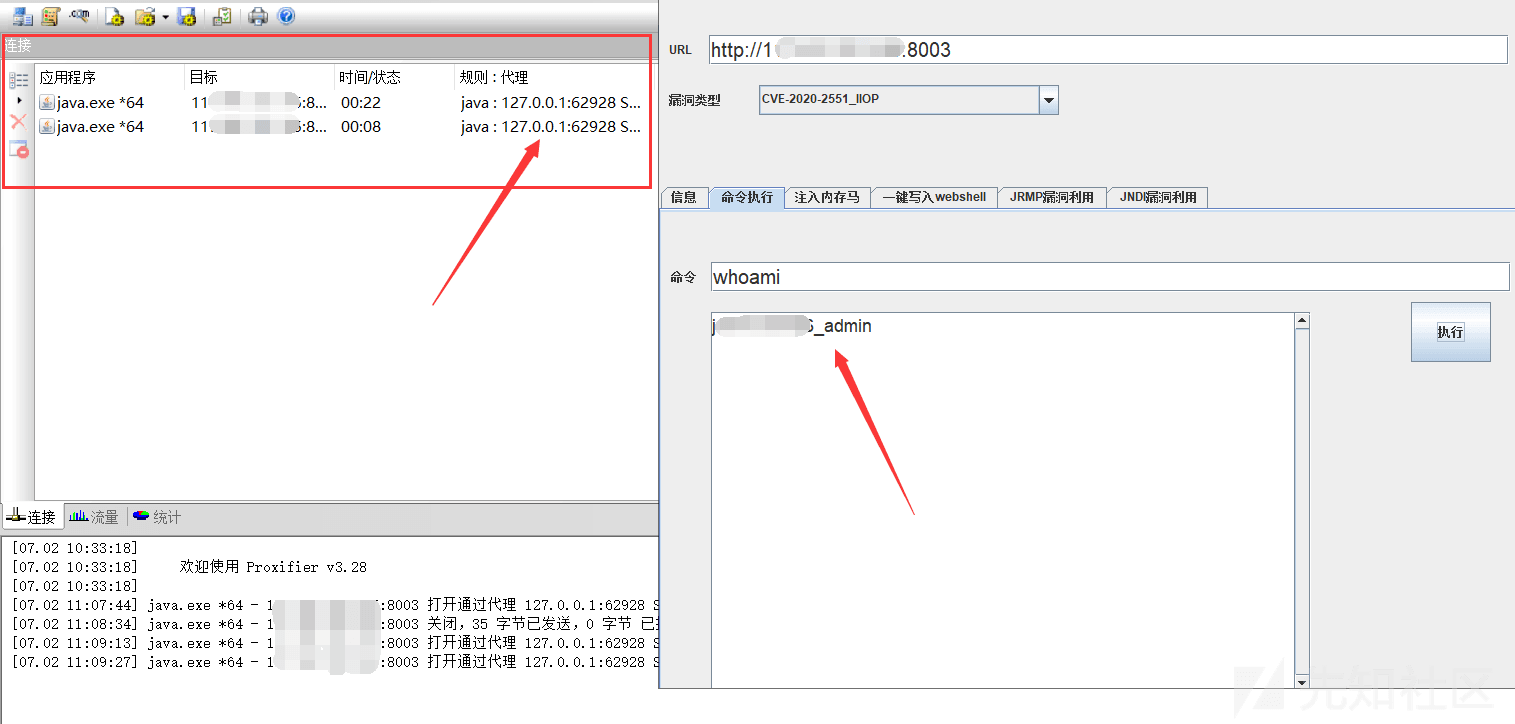 连接
应用程序 目标 时间/状态 规则 : 代理
java.exe *64 11 :8... 00:22 java : 127.0.0.1:62928 S...
java.exe *64 11 :8... 00:08 java : 127.0.0.1:62928 S...
连接 流量 统计
[07.02 10:33:18]
[07.02 10:33:18] 欢迎使用 Proxifier v3.28
[07.02 10:33:18]
[07.02 11:07:44] java.exe *64 - 1 :8003 打开通过代理 127.0.0.1:62928 S
[07.02 11:08:34] java.exe *64 - 1 :8003 关闭，35 字节已发送，0 字节 已
[07.02 11:09:13] java.exe *64 - 1 :8003 打开通过代理 127.0.0.1:62928 S
[07.02 11:09:27] java.exe *64 - 1 :8003 打开通过代理 127.0.0.1:62928 S
URL http://1 .8003
漏洞类型 CVE-2020-2551_IIOP
信息 命令执行 注入内存马 一键写入webshell JRMP漏洞利用 JNDI漏洞利用
命令 whoami
j 6_admin
执行
先知社区